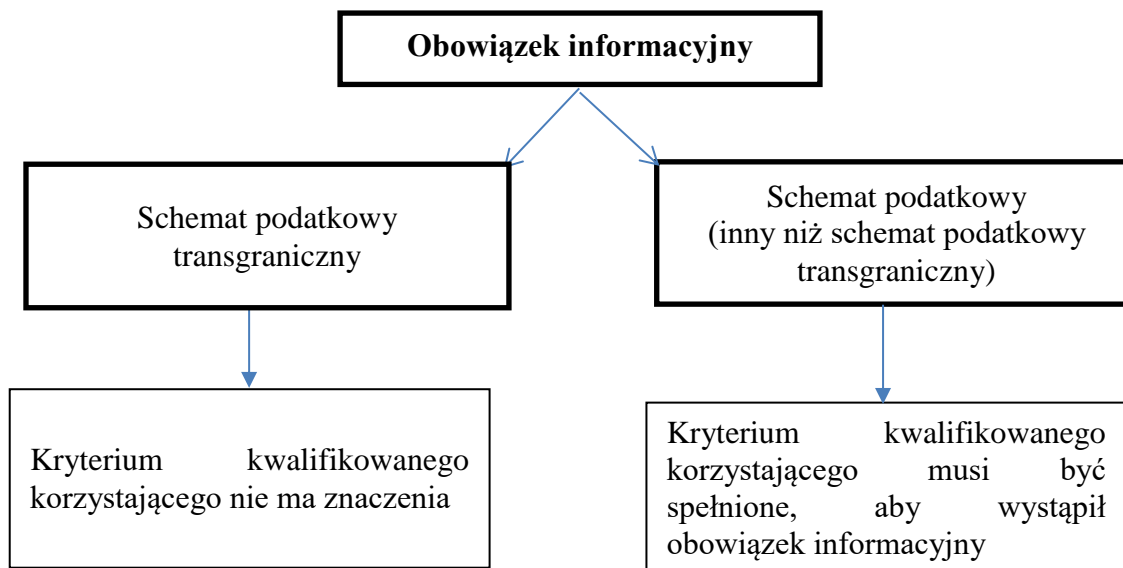 Obowiązek informacyjny
Schemat podatkowy
transgraniczny
Schemat podatkowy
(inny niż schemat podatkowy
transgraniczny)
Kryterium kwalifikowanego
korzystającego nie ma znaczenia
Kryterium kwalifikowanego
korzystającego musi być
spełnione, aby wystąpił
obowiązek informacyjny